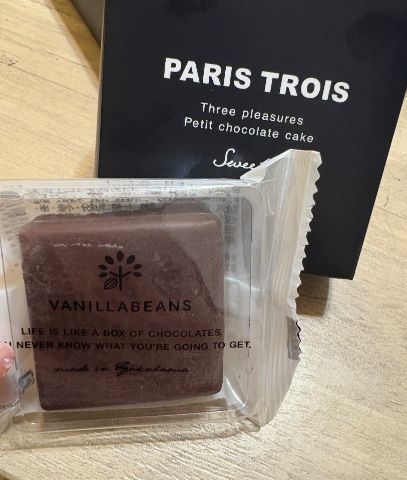 PARIS TROIS
Three pleasures
Petit chocolate cake
VANILLABEANS
LIFE IS LIKE A BOX OF CHOCOLATES.
NEVER KNOW WHAT YOU'RE GOING TO GET.
made in Yokohama